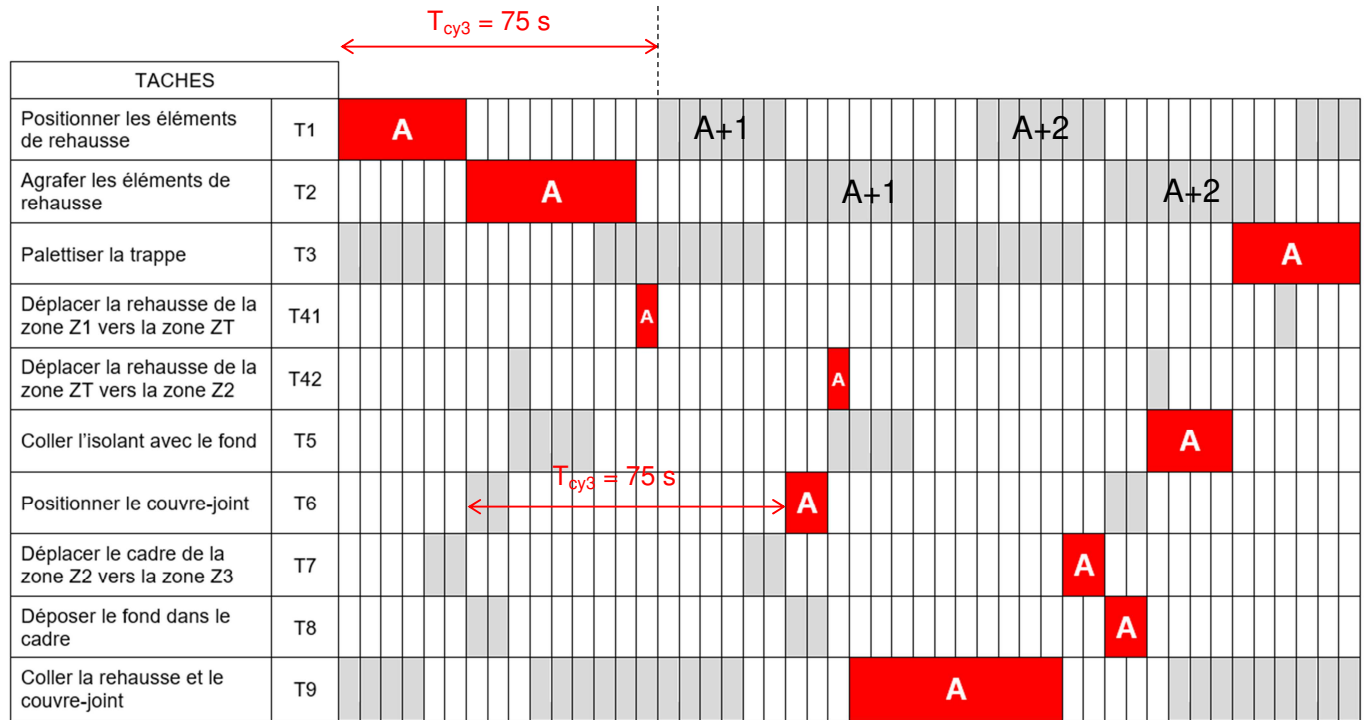 Tcy3 = 75 s
TACHES
Positionner les éléments
de rehausse
T1
A
A+1
A+2
Agrafer les éléments de
rehausse
T2
A
A+1
A+2
Palettiser la trappe
T3
A
Déplacer la rehausse de la
zone Z1 vers la zone ZT
T41
A
Déplacer la rehausse de la
zone ZT vers la zone Z2
T42
A
Coller l'isolant avec le fond
T5
A
Tcy3 = 75 s
Positionner le couvre-joint
T6
A
Déplacer le cadre de la
zone Z2 vers la zone Z3
T7
A
Déposer le fond dans le
cadre
T8
A
Coller la rehausse et le
couvre-joint
T9
A